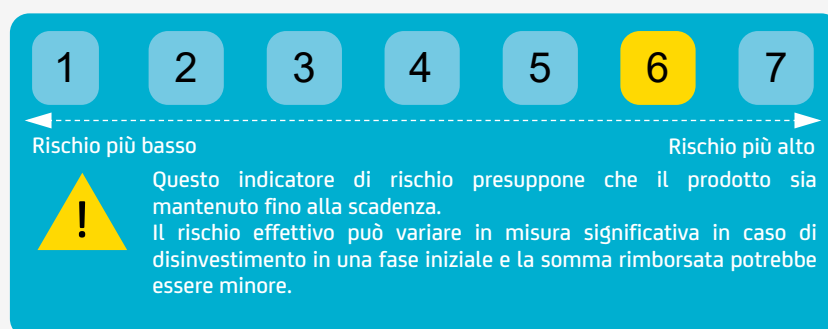 1 2 3 4 5 6 7
Rischio più basso Rischio più alto
!
Questo indicatore di rischio presuppone che il prodotto sia
mantenuto fino alla scadenza.
Il rischio effettivo può variare in misura significativa in caso di
disinvestimento in una fase iniziale e la somma rimborsata potrebbe
essere minore.